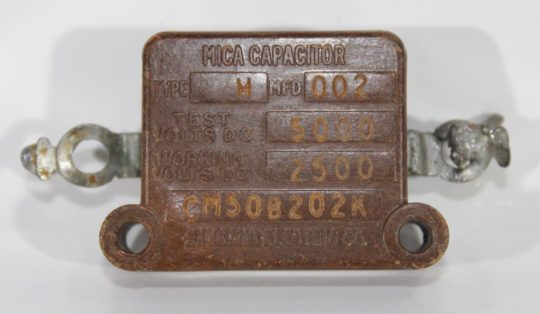 MICA CAPACITOR
TYPE H MFD 002
TEST VOLTS DC 5000
WORKING VOLTS DC 2500
CM50B202K